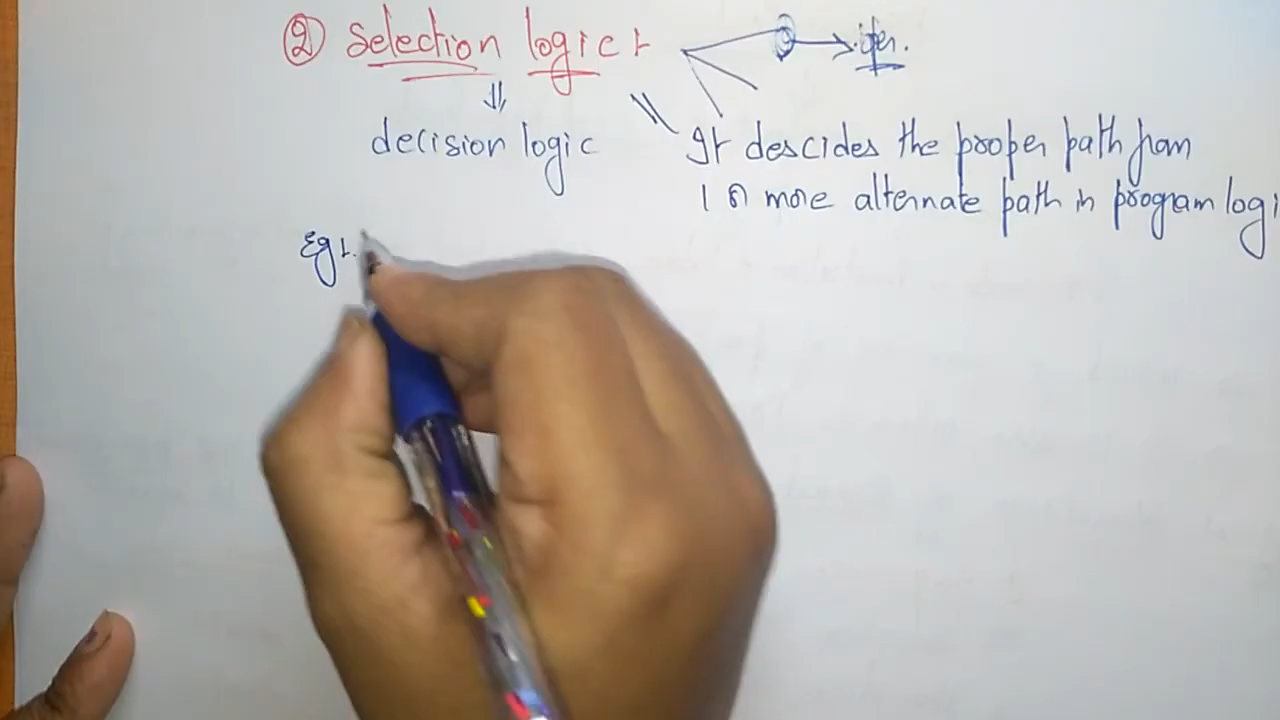 ② Selection logic :-
decision logic
It descides the proper path from
1 or more alternate path in program logi
Eg :-